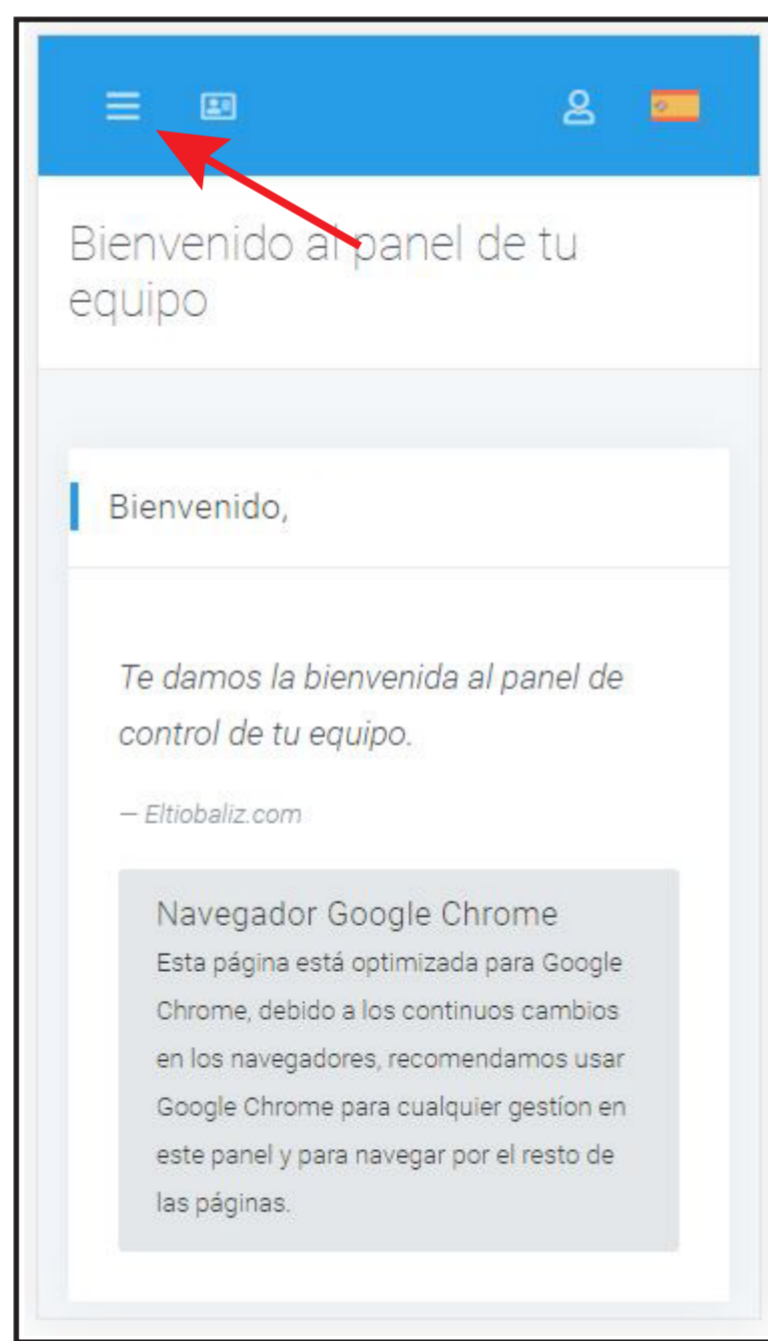 Bienvenido al panel de tu
equipo
Bienvenido,
Te damos la bienvenida al panel de
control de tu equipo.
— Eltiobaliz.com
Navegador Google Chrome
Esta página está optimizada para Google
Chrome, debido a los continuos cambios
en los navegadores, recomendamos usar
Google Chrome para cualquier gestíon en
este panel y para navegar por el resto de
las páginas.